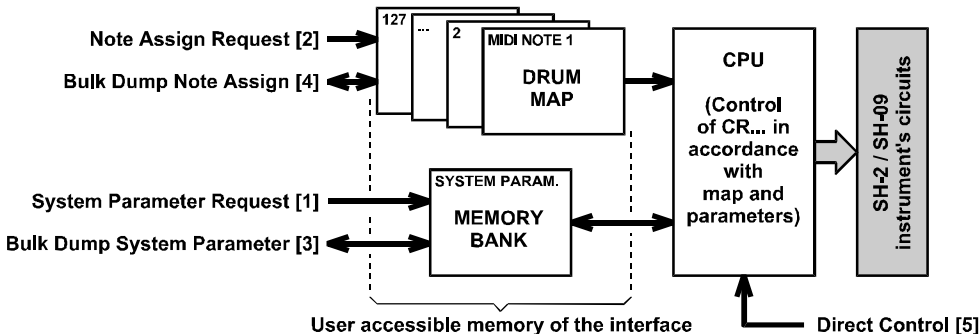 127
...
2
MIDI NOTE 1
DRUM
MAP
Note Assign Request [2]
Bulk Dump Note Assign [4]
SYSTEM PARAM.
MEMORY
BANK
System Parameter Request [1]
Bulk Dump System Parameter [3]
User accessible memory of the interface
CPU
(Control
of CR... in
accordance
with
map and
parameters)
SH-2 / SH-09
instrument's circuits
Direct Control [5]